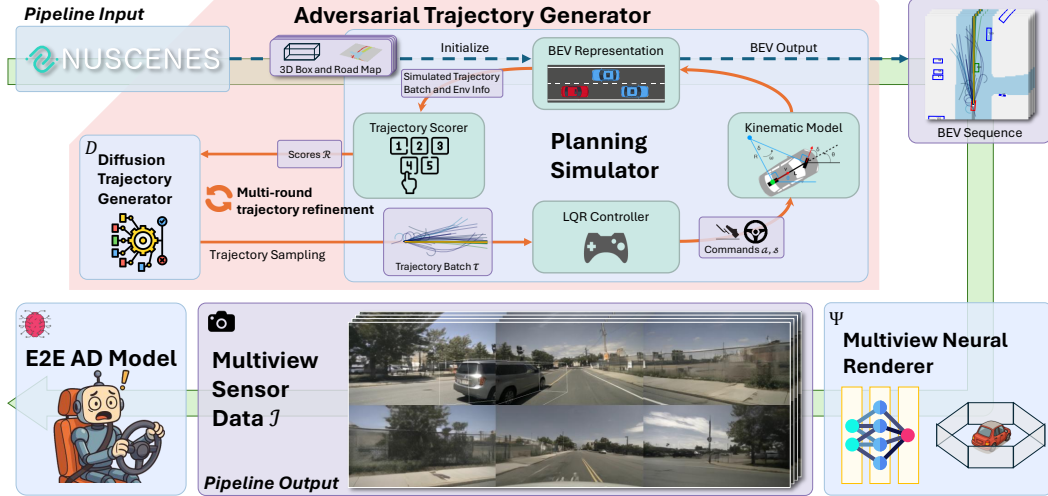 Pipeline Input
Adversarial Trajectory Generator
NUSCENES
3D Box and Road Map
Initialize
BEV Representation
BEV Output
BEV Sequence
Simulated Trajectory
Batch and Env Info
Trajectory Scorer
1 2 3
4 5
Scores ℛ
Planning
Simulator
Kinematic Model
D
Diffusion
Trajectory
Generator
Multi-round
trajectory refinement
Trajectory Sampling
Trajectory Batch τ
LQR Controller
Commands a, s
E2E AD Model
Multiview
Sensor
Data ℐ
Pipeline Output
Ψ
Multiview Neural
Renderer